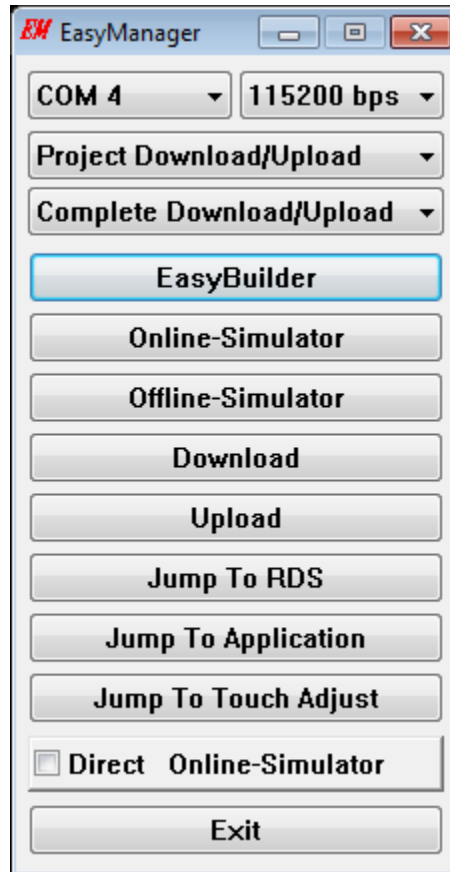 EM EasyManager
COM 4 115200 bps
Project Download/Upload
Complete Download/Upload
EasyBuilder
Online-Simulator
Offline-Simulator
Download
Upload
Jump To RDS
Jump To Application
Jump To Touch Adjust
Direct Online-Simulator
Exit